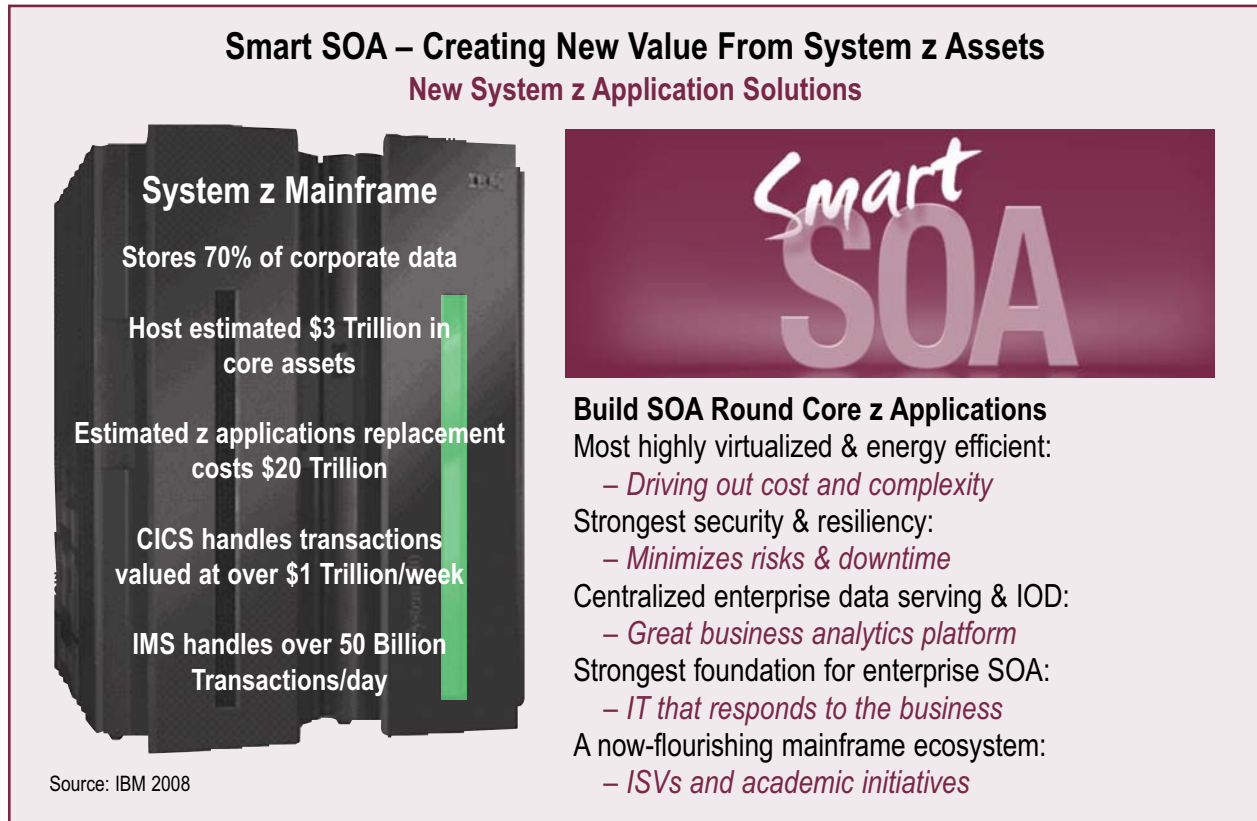 Smart SOA – Creating New Value From System z Assets
New System z Application Solutions
System z Mainframe
IBM
Stores 70% of corporate data
Host estimated $3 Trillion in
core assets
Estimated z applications replacement
costs $20 Trillion
CICS handles transactions
valued at over $1 Trillion/week
IMS handles over 50 Billion
Transactions/day
Source: IBM 2008
Smart
SOA
Build SOA Round Core z Applications
Most highly virtualized & energy efficient:
– Driving out cost and complexity
Strongest security & resiliency:
– Minimizes risks & downtime
Centralized enterprise data serving & IOD:
– Great business analytics platform
Strongest foundation for enterprise SOA:
– IT that responds to the business
A now-flourishing mainframe ecosystem:
– ISVs and academic initiatives